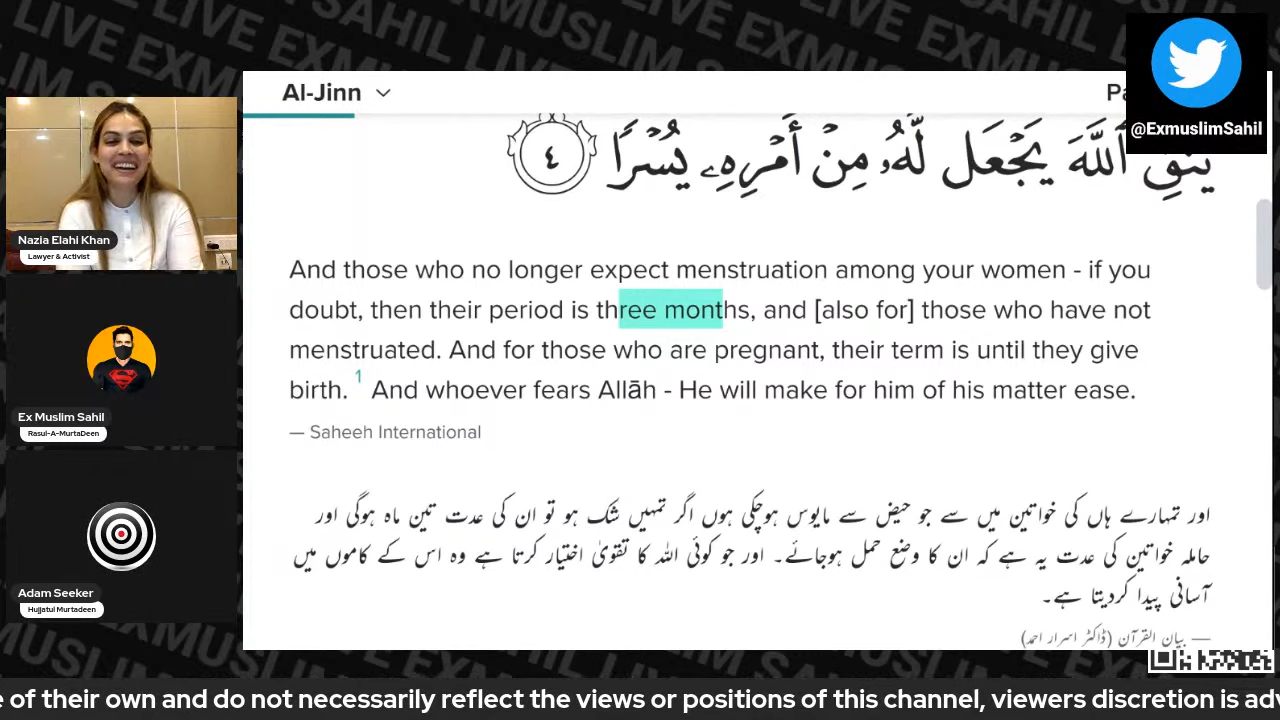 @ExmuslimSahil
Al-Jinn
يَتَّقِ ٱللَّهَ يَجْعَل لَّهُۥ مِنْ أَمْرِهِۦ يُسْرًا ٤
And those who no longer expect menstruation among your women - if you
doubt, then their period is three months, and [also for] those who have not
menstruated. And for those who are pregnant, their term is until they give
birth. 1 And whoever fears Allāh - He will make for him of his matter ease.
— Saheeh International
اور تمہارے ہاں کی خواتین میں سے جو حیض سے مایوس ہوچکی ہوں اگر تمہیں شک ہو تو ان کی عدت تین ماہ ہوگی اور
حاملہ خواتین کی عدت یہ ہے کہ ان کا وضع حمل ہوجائے۔ اور جو کوئی اللہ کا تقویٰ اختیار کرتا ہے وہ اس کے کاموں میں
آسانی پیدا کردیتا ہے۔
— بیان القرآن (ڈاکٹر اسرار احمد)
Nazia Elahi Khan
Lawyer & Activist
Ex Muslim Sahil
Rasul-A-MurtaDeen
Adam Seeker
Hujjatul Murtadeen
of their own and do not necessarily reflect the views or positions of this channel, viewers discretion is